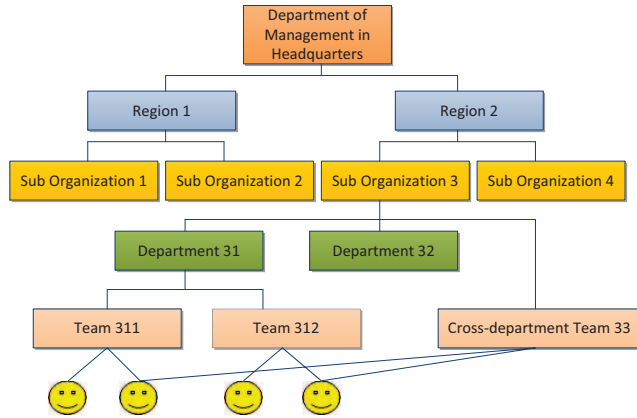 Department of
Management in
Headquarters
Region 1
Region 2
Sub Organization 1
Sub Organization 2
Sub Organization 3
Sub Organization 4
Department 31
Department 32
Team 311
Team 312
Cross-department Team 33